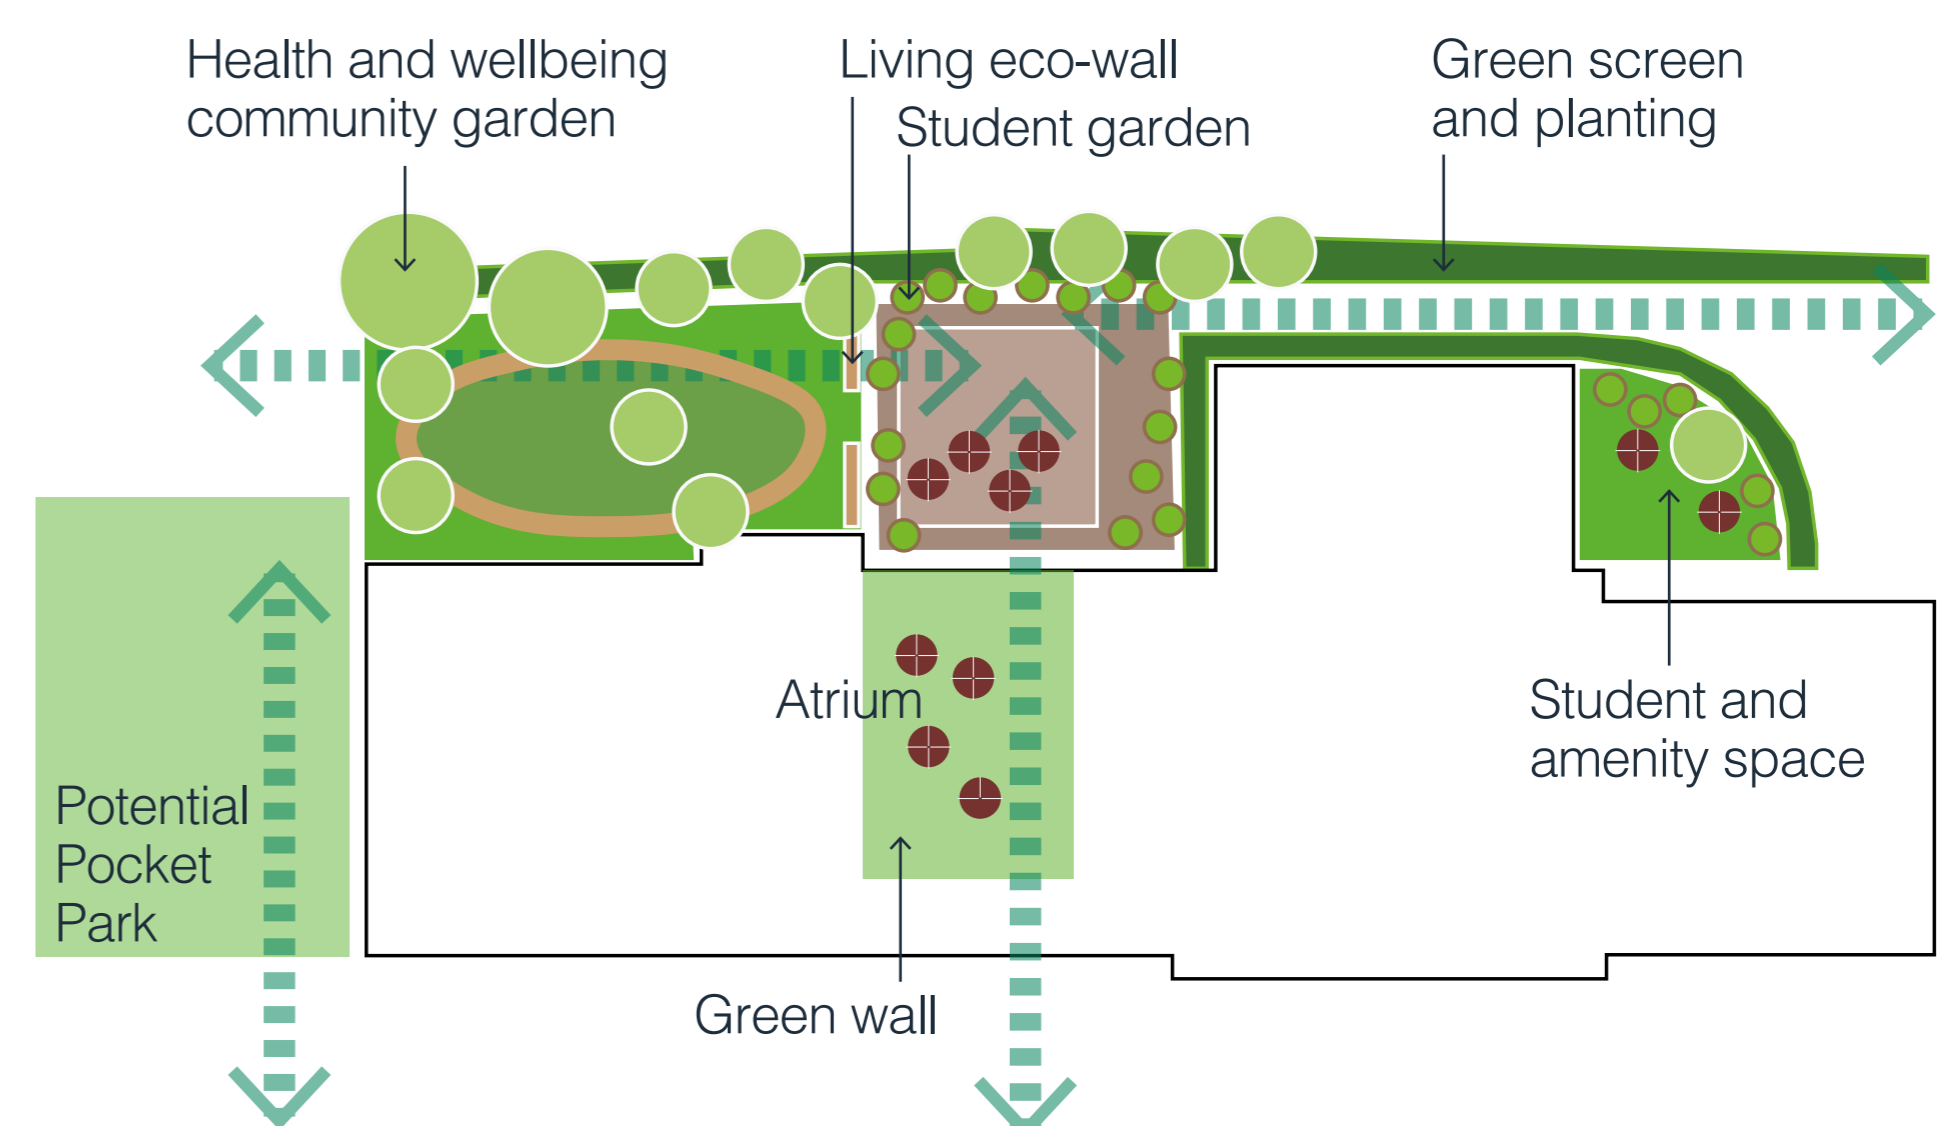 Health and wellbeing
community garden
Living eco-wall
Student garden
Green screen
and planting
Atrium
Student and
amenity space
Potential
Pocket
Park
Green wall